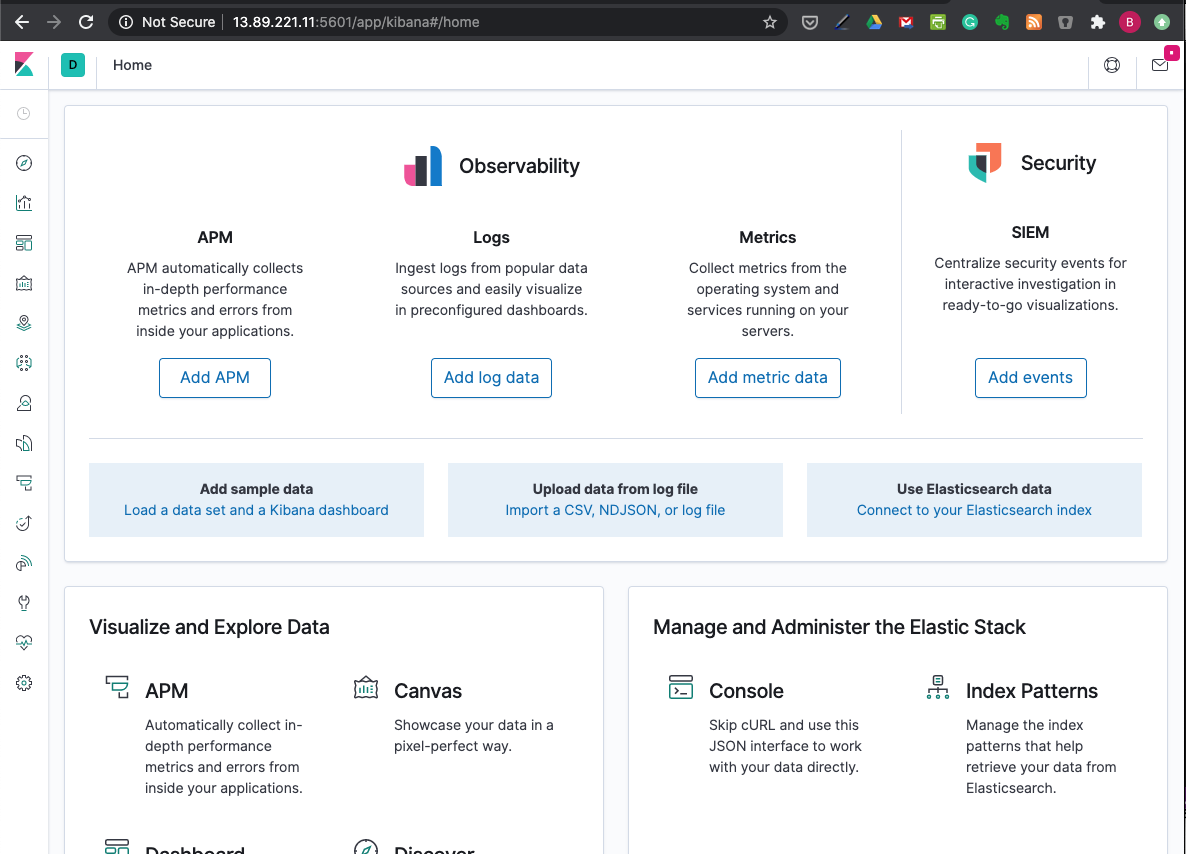 Not Secure
13.89.221.11:5601/app/kibana#/home
B
D
Home
Observability
Security
APM
APM automatically collects
in-depth performance
metrics and errors from
inside your applications.
Add APM
Logs
Ingest logs from popular data
sources and easily visualize
in preconfigured dashboards.
Add log data
Metrics
Collect metrics from the
operating system and
services running on your
servers.
Add metric data
SIEM
Centralize security events for
interactive investigation in
ready-to-go visualizations.
Add events
Add sample data
Load a data set and a Kibana dashboard
Upload data from log file
Import a CSV, NDJSON, or log file
Use Elasticsearch data
Connect to your Elasticsearch index
Visualize and Explore Data
APM
Automatically collect in-
depth performance
metrics and errors from
inside your applications.
Canvas
Showcase your data in a
pixel-perfect way.
Dashboard
Discover
Manage and Administer the Elastic Stack
Console
Skip cURL and use this
JSON interface to work
with your data directly.
Index Patterns
Manage the index
patterns that help
retrieve your data from
Elasticsearch.